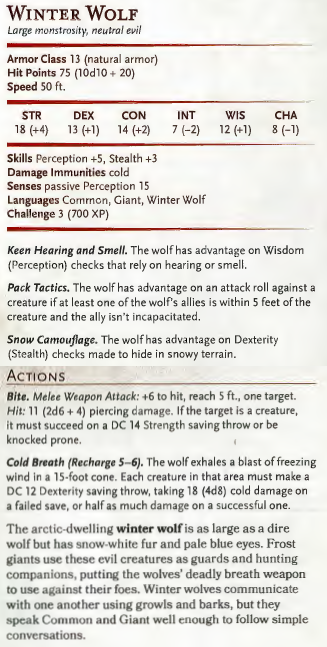 WINTER WOLF
Large monstrosity, neutral evil
Armor Class 13 (natural armor)
Hit Points 75 (10d10 + 20)
Speed 50 ft.
STR DEX CON INT WIS CHA
18 (+4) 13 (+1) 14 (+2) 7 (−2) 12 (+1) 8 (−1)
Skills Perception +5, Stealth +3
Damage Immunities cold
Senses passive Perception 15
Languages Common, Giant, Winter Wolf
Challenge 3 (700 XP)
Keen Hearing and Smell. The wolf has advantage on Wisdom
(Perception) checks that rely on hearing or smell.
Pack Tactics. The wolf has advantage on an attack roll against a
creature if at least one of the wolf's allies is within 5 feet of the
creature and the ally isn't incapacitated.
Snow Camouflage. The wolf has advantage on Dexterity
(Stealth) checks made to hide in snowy terrain.
ACTIONS
Bite. Melee Weapon Attack: +6 to hit, reach 5 ft., one target.
Hit: 11 (2d6 + 4) piercing damage. If the target is a creature,
it must succeed on a DC 14 Strength saving throw or be
knocked prone.
Cold Breath (Recharge 5–6). The wolf exhales a blast of freezing
wind in a 15-foot cone. Each creature in that area must make a
DC 12 Dexterity saving throw, taking 18 (4d8) cold damage on
a failed save, or half as much damage on a successful one.
The arctic-dwelling winter wolf is as large as a dire
wolf but has snow-white fur and pale blue eyes. Frost
giants use these evil creatures as guards and hunting
companions, putting the wolves' deadly breath weapon
to use against their foes. Winter wolves communicate
with one another using growls and barks, but they
speak Common and Giant well enough to follow simple
conversations.